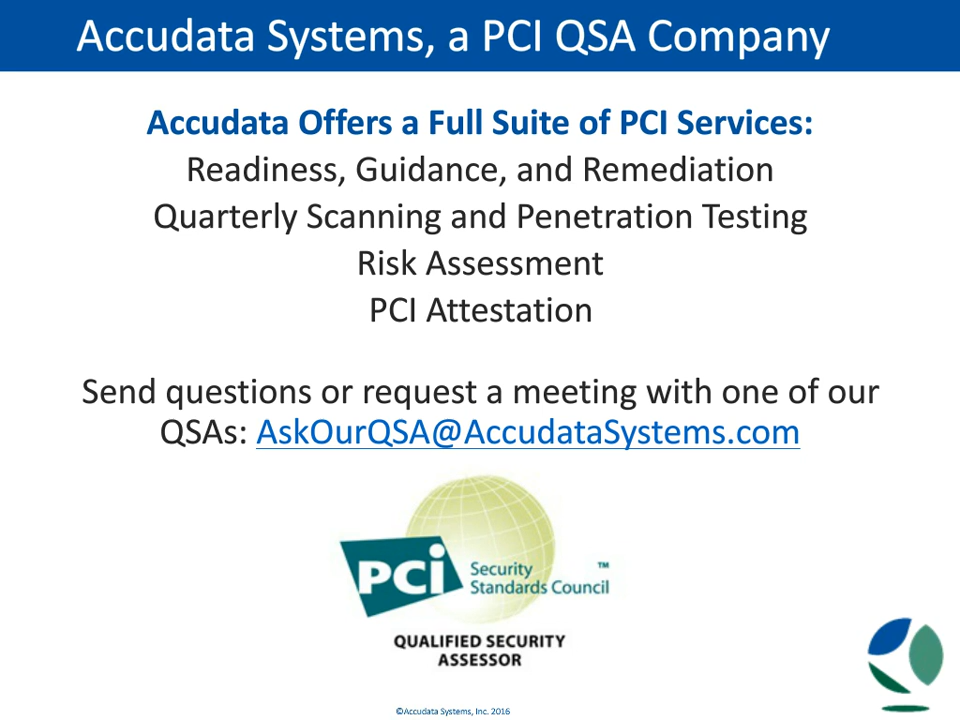 Accudata Systems, a PCI QSA Company
Accudata Offers a Full Suite of PCI Services:
Readiness, Guidance, and Remediation
Quarterly Scanning and Penetration Testing
Risk Assessment
PCI Attestation
Send questions or request a meeting with one of our
QSAs: AskOurQSA@AccudataSystems.com
PCi Security ™
Standards Council
QUALIFIED SECURITY
ASSESSOR
©Accudata Systems, Inc. 2016